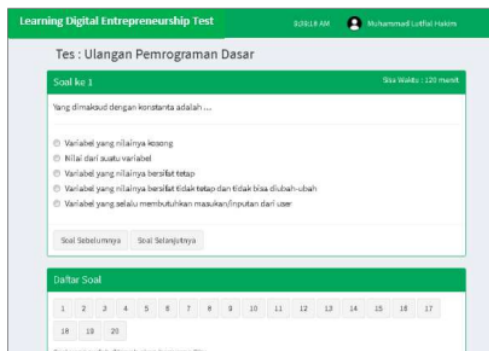 Learning Digital Entrepreneurship Test
Muhammad Lutfial Hakim
Tes : Ulangan Pemrograman Dasar
Soal ke 1
Sisa Waktu : 120 menit
Yang dimaksud dengan konstanta adalah ...
Variabel yang nilainya kosong
Nilai dari suatu variabel
Variabel yang nilainya bersifat tetap
Variabel yang nilainya bersifat tidak tetap dan tidak bisa diubah-ubah
Variabel yang selalu membutuhkan masukan/inputan dari user
Soal Sebelumnya Soal Selanjutnya
Daftar Soal
1 2 3 4 5 6 7 8 9 10 11 12 13 14 15 16 17
18 19 20